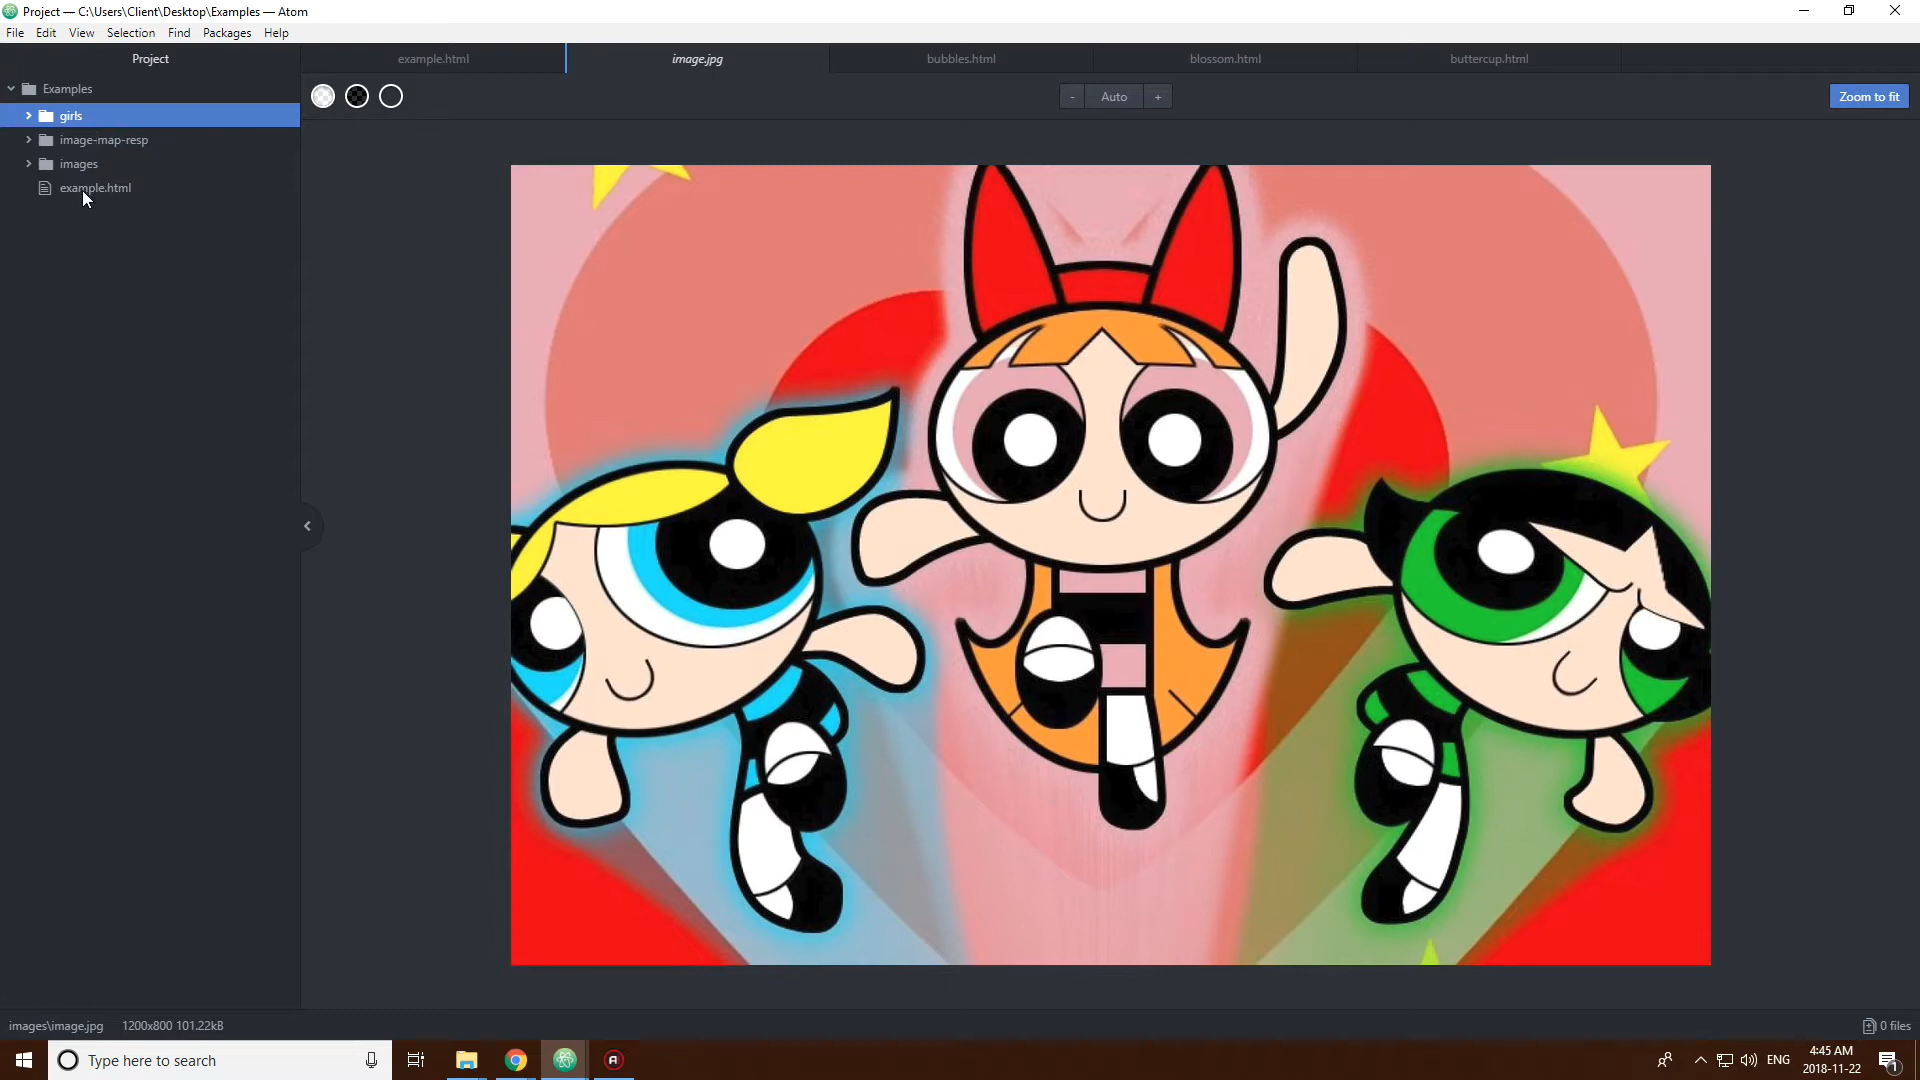 Project — C:\Users\Client\Desktop\Examples — Atom
File Edit View Selection Find Packages Help
Project
example.html image.jpg bubbles.html blossom.html buttercup.html
Examples
- Auto + Zoom to fit
girls
image-map-resp
images
example.html
images\image.jpg 1200x800 101.22kB 0 files
Type here to search
ENG
4:45 AM
2018-11-22
1